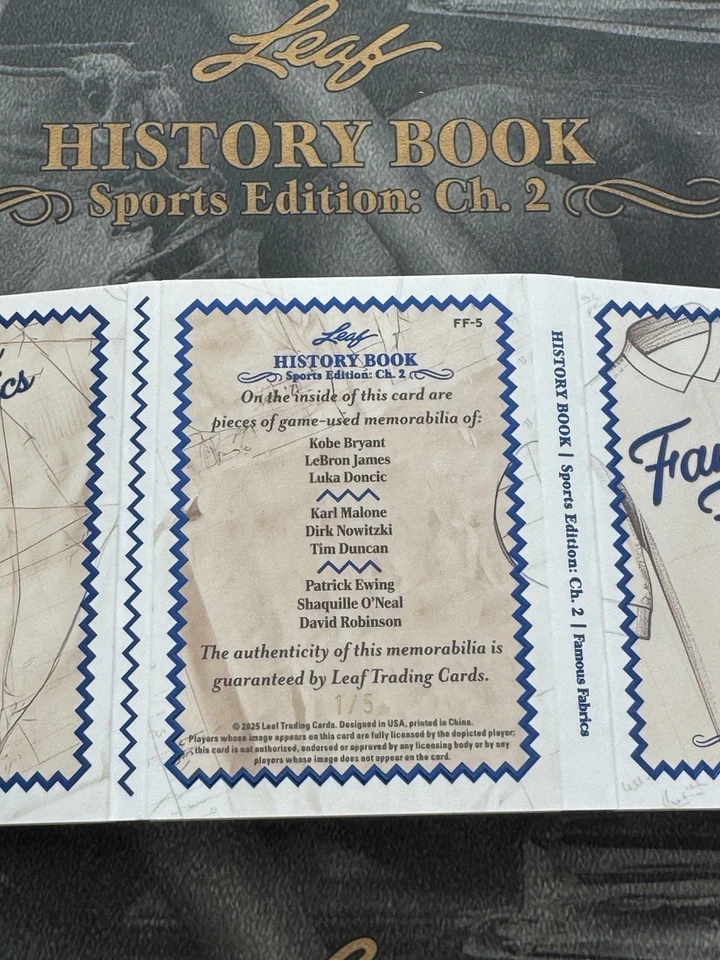 Leaf
HISTORY BOOK
Sports Edition: Ch. 2
ics
Leaf
FF-5
HISTORY BOOK
Sports Edition: Ch. 2
On the inside of this card are
pieces of game-used memorabilia of:
Kobe Bryant
LeBron James
Luka Doncic
Karl Malone
Dirk Nowitzki
Tim Duncan
Patrick Ewing
Shaquille O'Neal
David Robinson
The authenticity of this memorabilia is
guaranteed by Leaf Trading Cards.
1/5
© 2025 Leaf Trading Cards. Designed in USA, printed in China.
Players whose image appears on this card are fully licensed by the depicted player;
this card is not authorized, endorsed or approved by any licensing body or by any
players whose image does not appear on the card.
HISTORY BOOK | Sports Edition: Ch. 2 | Famous Fabrics
Fa